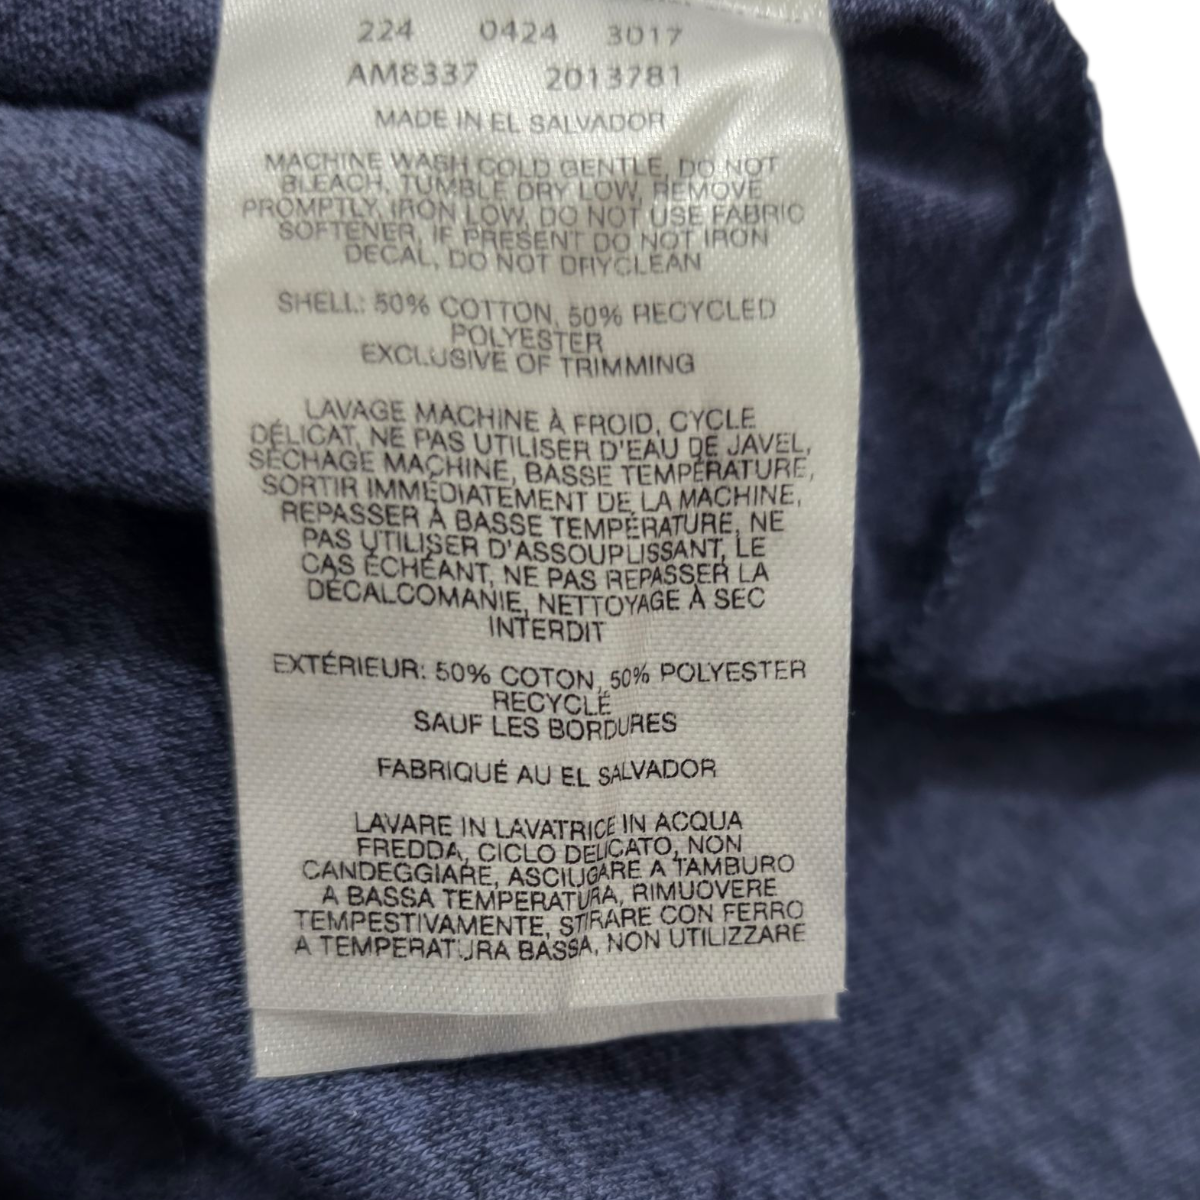 224 0424 3017
AM8337 2013781
MADE IN EL SALVADOR
MACHINE WASH COLD GENTLE, DO NOT
BLEACH, TUMBLE DRY LOW, REMOVE
PROMPTLY, IRON LOW, DO NOT USE FABRIC
SOFTENER, IF PRESENT DO NOT IRON
DECAL, DO NOT DRYCLEAN
SHELL: 50% COTTON, 50% RECYCLED
POLYESTER
EXCLUSIVE OF TRIMMING
LAVAGE MACHINE À FROID, CYCLE
DÉLICAT, NE PAS UTILISER D'EAU DE JAVEL,
SÉCHAGE MACHINE, BASSE TEMPÉRATURE,
SORTIR IMMÉDIATEMENT DE LA MACHINE,
REPASSER À BASSE TEMPÉRATURE, NE
PAS UTILISER D'ASSOUPLISSANT, LE
CAS ÉCHÉANT, NE PAS REPASSER LA
DÉCALCOMANIE, NETTOYAGE À SEC
INTERDIT
EXTÉRIEUR: 50% COTON, 50% POLYESTER
RECYCLÉ
SAUF LES BORDURES
FABRIQUÉ AU EL SALVADOR
LAVARE IN LAVATRICE IN ACQUA
FREDDA, CICLO DELICATO, NON
CANDEGGIARE, ASCIUGARE A TAMBURO
A BASSA TEMPERATURA, RIMUOVERE
TEMPESTIVAMENTE, STIRARE CON FERRO
A TEMPERATURA BASSA, NON UTILIZZARE